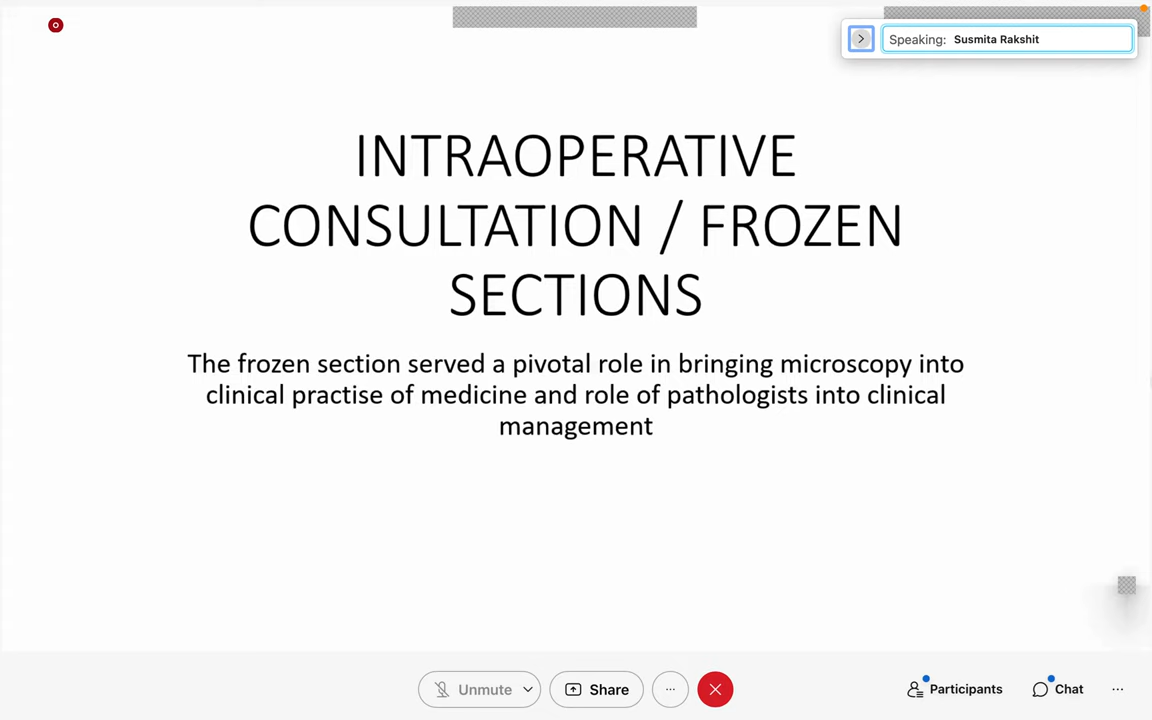 Speaking: Susmita Rakshit
INTRAOPERATIVE
CONSULTATION / FROZEN
SECTIONS
The frozen section served a pivotal role in bringing microscopy into
clinical practise of medicine and role of pathologists into clinical
management
Unmute
Share
Participants
Chat